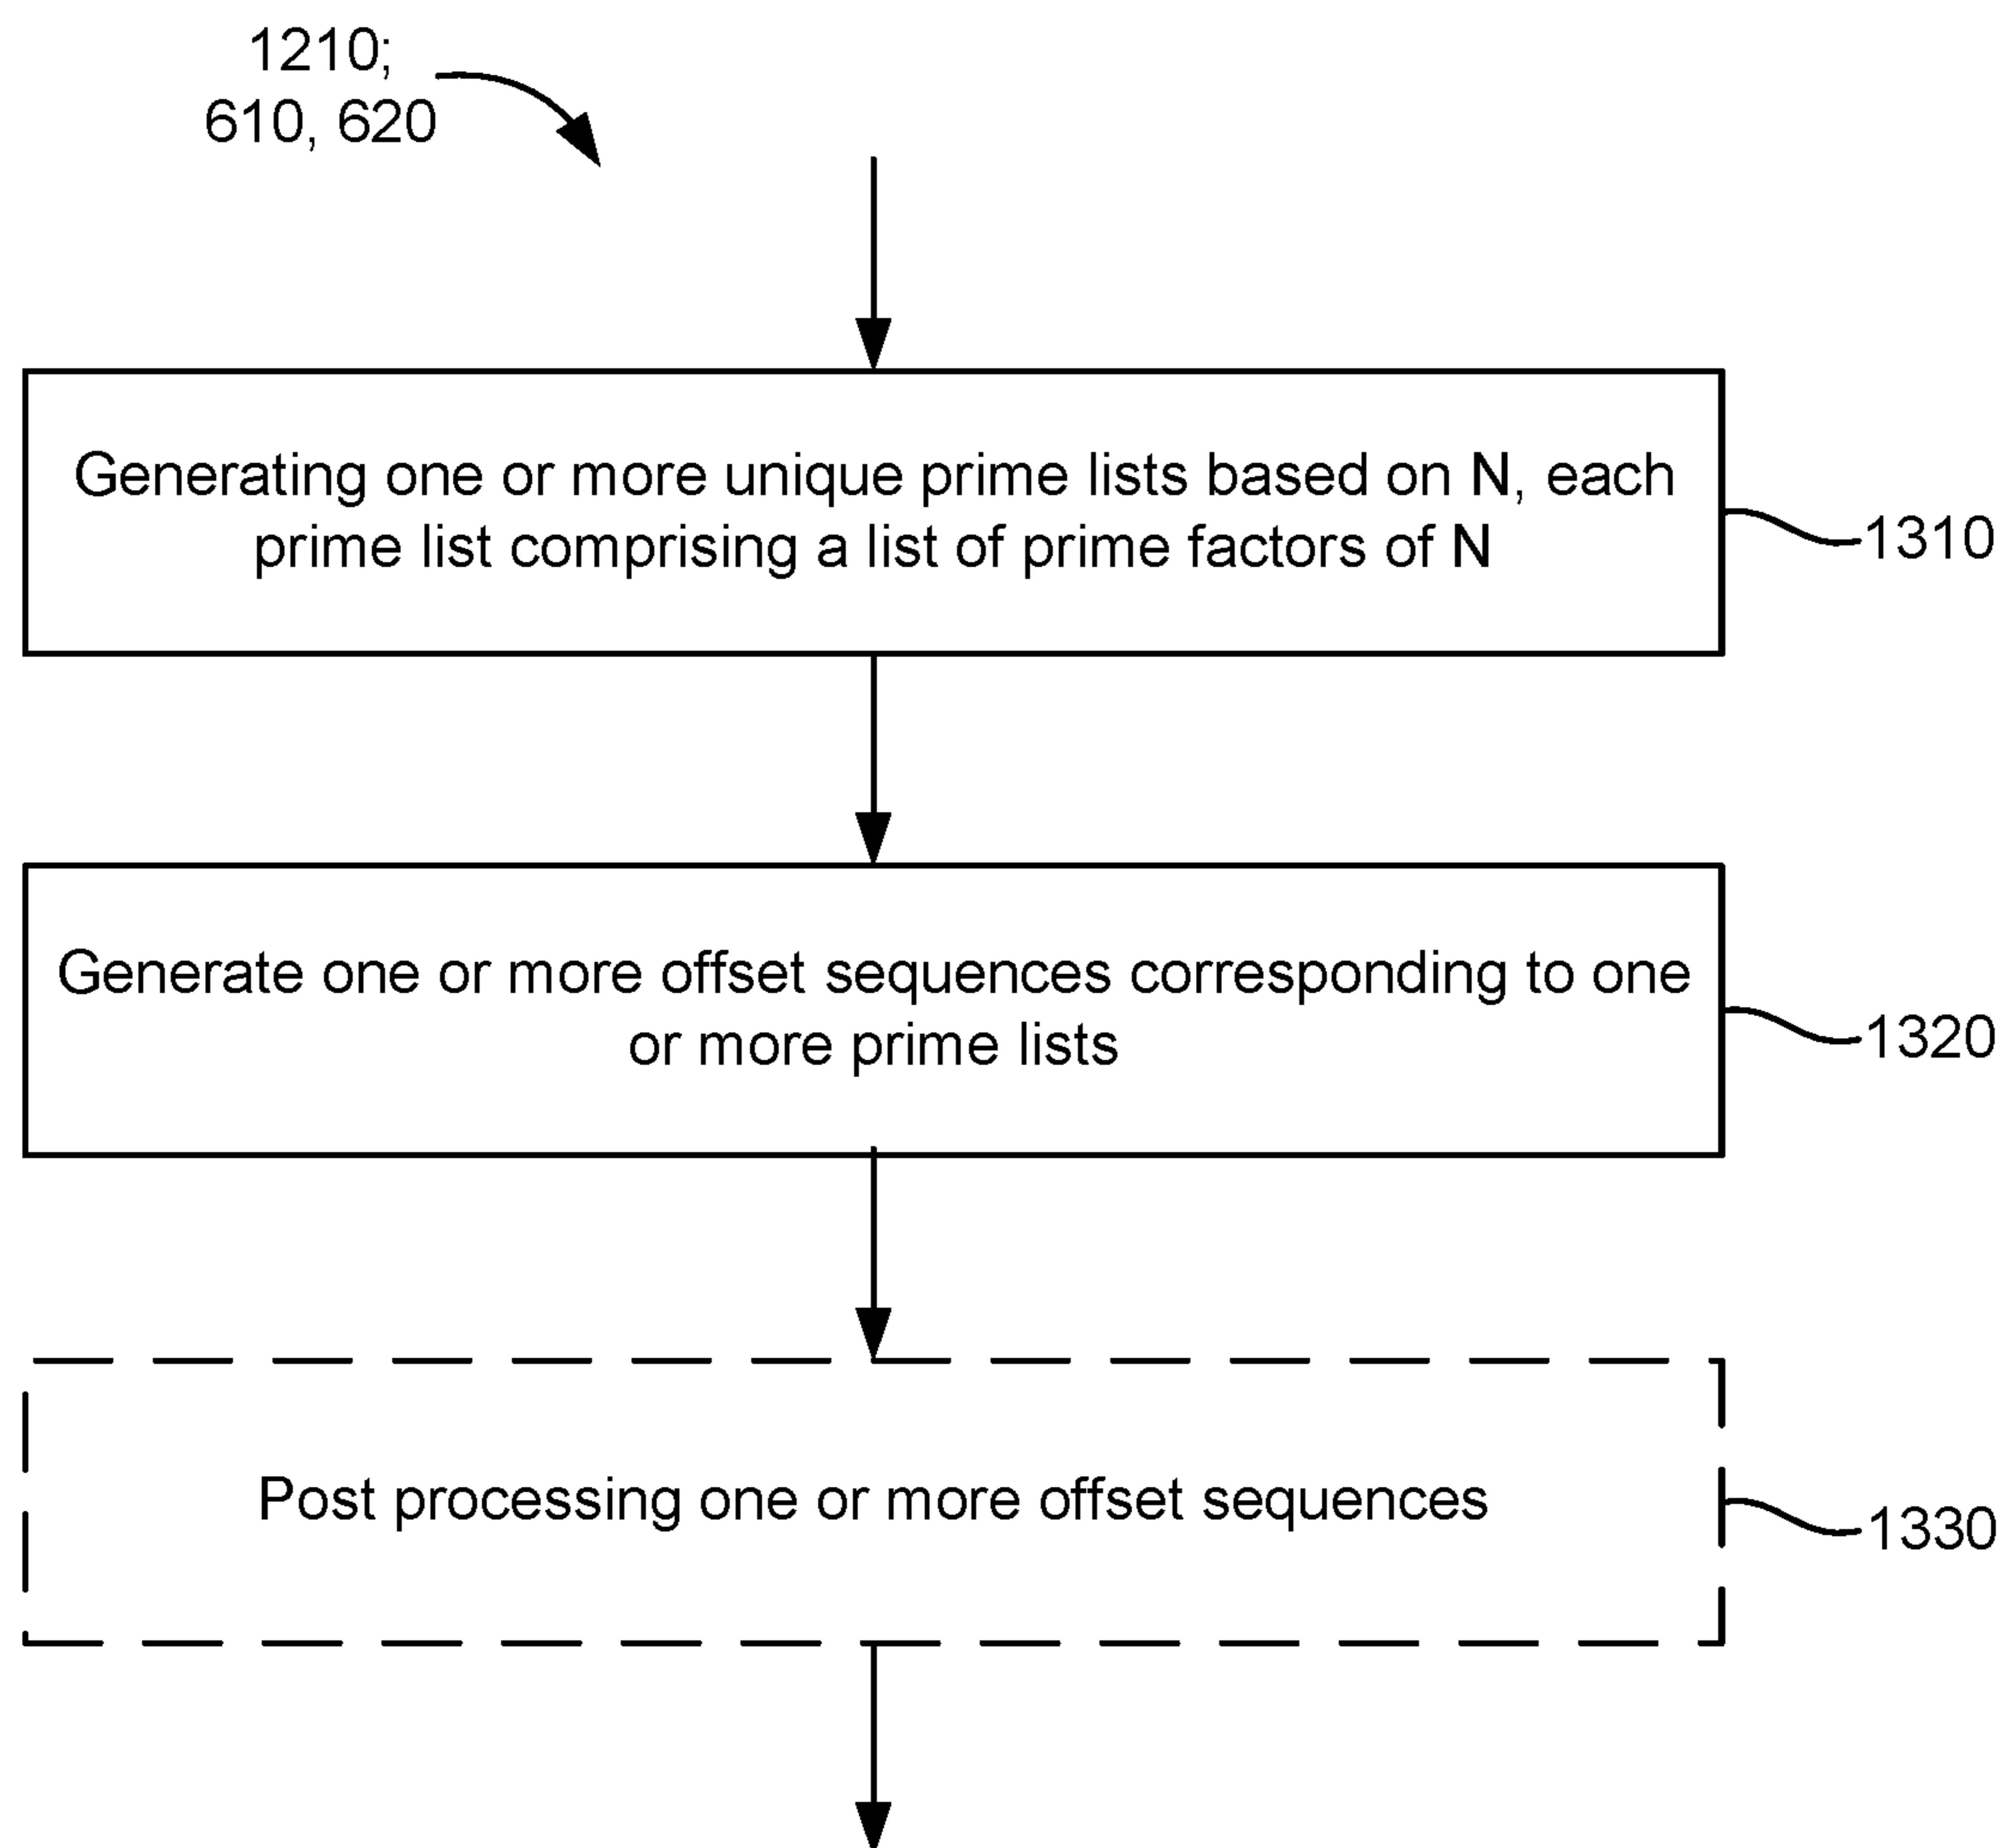 1210;
610, 620
Generating one or more unique prime lists based on N, each
prime list comprising a list of prime factors of N
1310
Generate one or more offset sequences corresponding to one
or more prime lists
1320
Post processing one or more offset sequences
1330